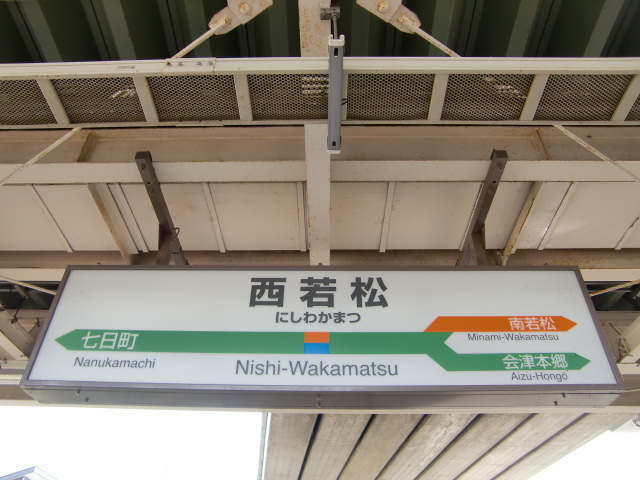 西若松
にしわかまつ
七日町
Nanukamachi
Nishi-Wakamatsu
南若松
Minami-Wakamatsu
会津本郷
Aizu-Hongō